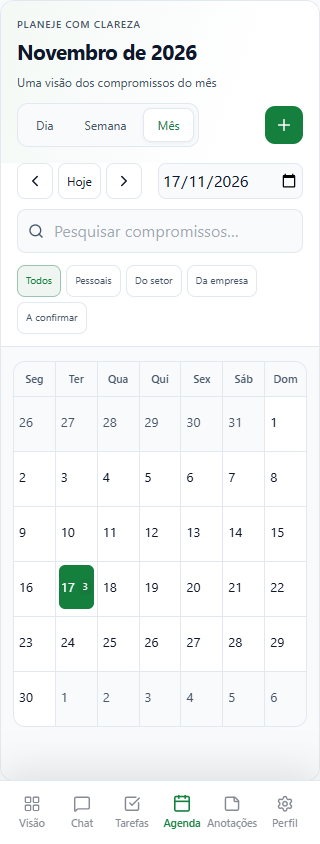 PLANEJE COM CLAREZA
Novembro de 2026
Uma visão dos compromissos do mês
Dia Semana Mês
Hoje 17/11/2026
Pesquisar compromissos...
Todos Pessoais Do setor Da empresa
A confirmar
Seg Ter Qua Qui Sex Sáb Dom
26 27 28 29 30 31 1
2 3 4 5 6 7 8
9 10 11 12 13 14 15
16 17 3 18 19 20 21 22
23 24 25 26 27 28 29
30 1 2 3 4 5 6
Visão Chat Tarefas Agenda Anotações Perfil